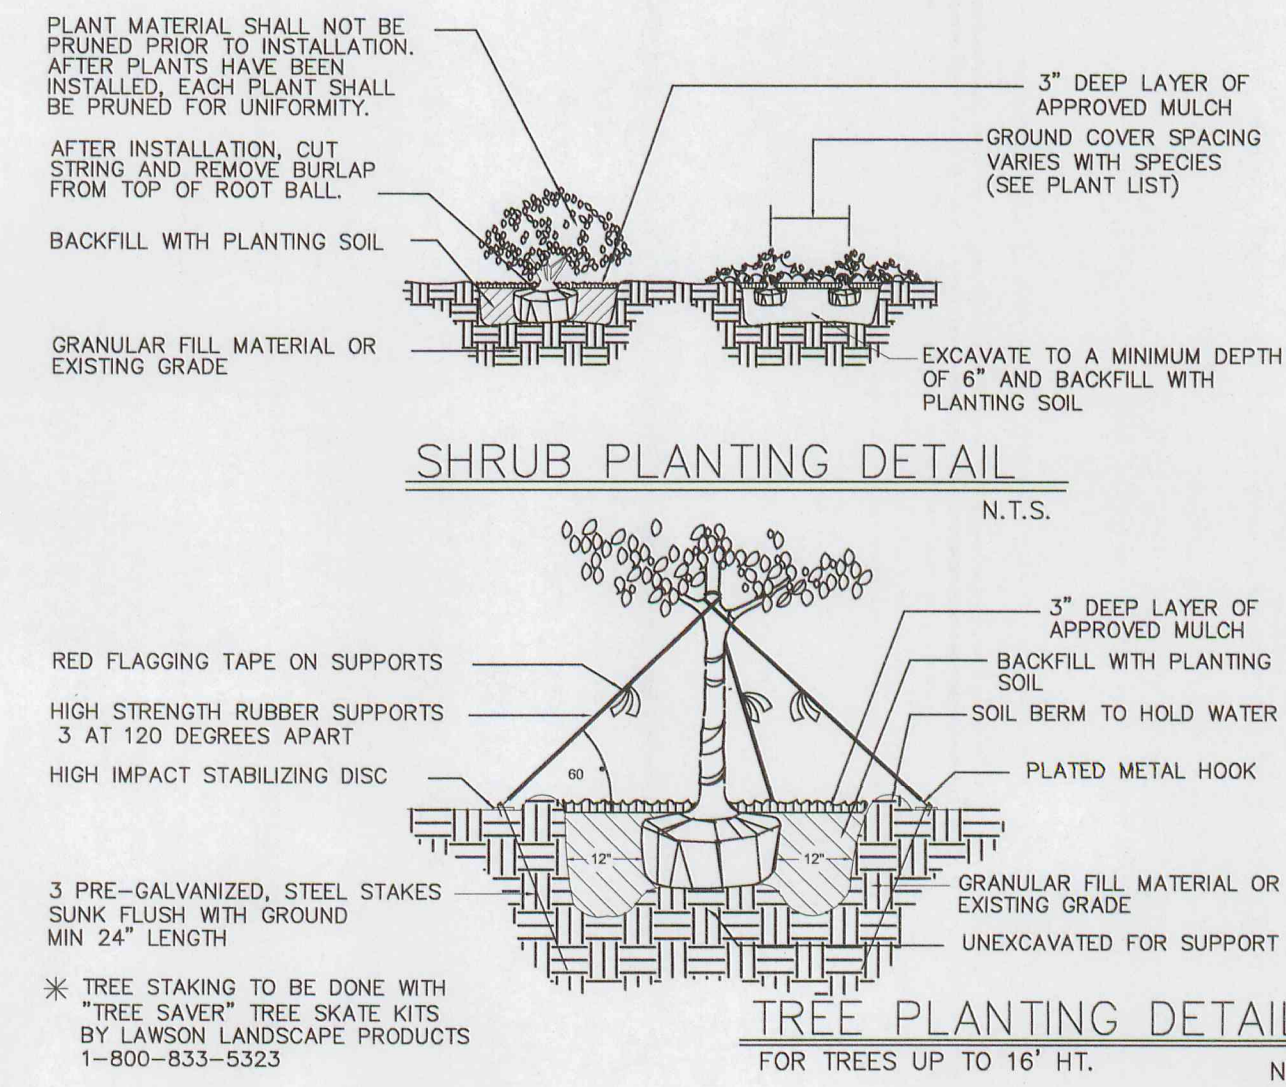 PLANT MATERIAL SHALL NOT BE
PRUNED PRIOR TO INSTALLATION.
AFTER PLANTS HAVE BEEN
INSTALLED, EACH PLANT SHALL
BE PRUNED FOR UNIFORMITY.
AFTER INSTALLATION, CUT
STRING AND REMOVE BURLAP
FROM TOP OF ROOT BALL.
BACKFILL WITH PLANTING SOIL
GRANULAR FILL MATERIAL OR
EXISTING GRADE
3" DEEP LAYER OF
APPROVED MULCH
GROUND COVER SPACING
VARIES WITH SPECIES
(SEE PLANT LIST)
EXCAVATE TO A MINIMUM DEPTH
OF 6" AND BACKFILL WITH
PLANTING SOIL
SHRUB PLANTING DETAIL
N.T.S.
RED FLAGGING TAPE ON SUPPORTS
HIGH STRENGTH RUBBER SUPPORTS
3 AT 120 DEGREES APART
HIGH IMPACT STABILIZING DISC
60
12"
12"
3 PRE-GALVANIZED, STEEL STAKES
SUNK FLUSH WITH GROUND
MIN 24" LENGTH
3" DEEP LAYER OF
APPROVED MULCH
BACKFILL WITH PLANTING
SOIL
SOIL BERM TO HOLD WATER
PLATED METAL HOOK
GRANULAR FILL MATERIAL OR
EXISTING GRADE
UNEXCAVATED FOR SUPPORT
✳ TREE STAKING TO BE DONE WITH
"TREE SAVER" TREE SKATE KITS
BY LAWSON LANDSCAPE PRODUCTS
1-800-833-5323
TREE PLANTING DETAIL
FOR TREES UP TO 16' HT.
N